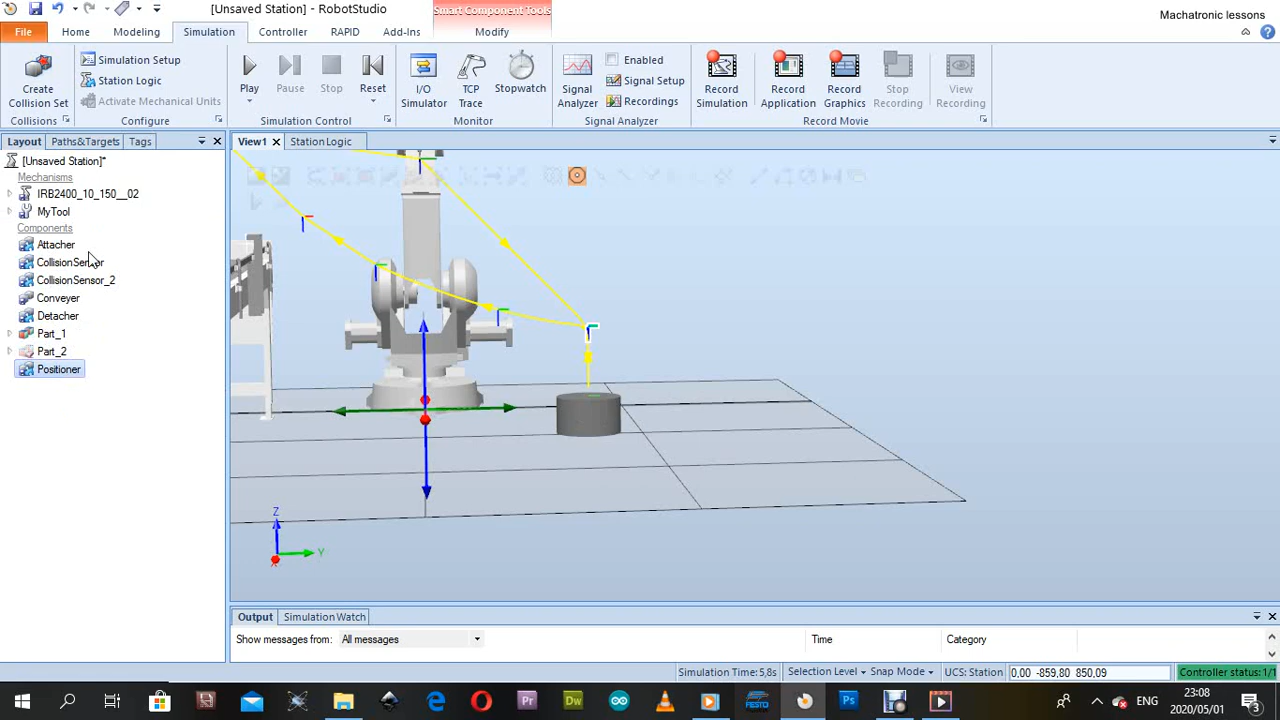 [Unsaved Station] - RobotStudio
Smart Component Tools
Machatronic lessons
File
Home
Modeling
Simulation
Controller
RAPID
Add-Ins
Modify
Create Collision Set
Collisions
Simulation Setup
Station Logic
Activate Mechanical Units
Configure
Play
Pause
Stop
Reset
Simulation Control
I/O Simulator
TCP Trace
Stopwatch
Monitor
Signal Analyzer
Enabled
Signal Setup
Recordings
Signal Analyzer
Record Simulation
Record Application
Record Graphics
Stop Recording
View Recording
Record Movie
Layout
Paths&Targets
Tags
View1
Station Logic
[Unsaved Station]*
Mechanisms
IRB2400_10_150__02
MyTool
Components
Attacher
CollisionSensor
CollisionSensor_2
Conveyer
Detacher
Part_1
Part_2
Positioner
Z
Y
X
Output
Simulation Watch
Show messages from:
All messages
Time
Category
Simulation Time: 5,8s
Selection Level
Snap Mode
UCS: Station
0,00 -859,80 850,09
Controller status: 1/1
Pr
Dw
FESTO
Ps
ENG
23:08
2020/05/01
3